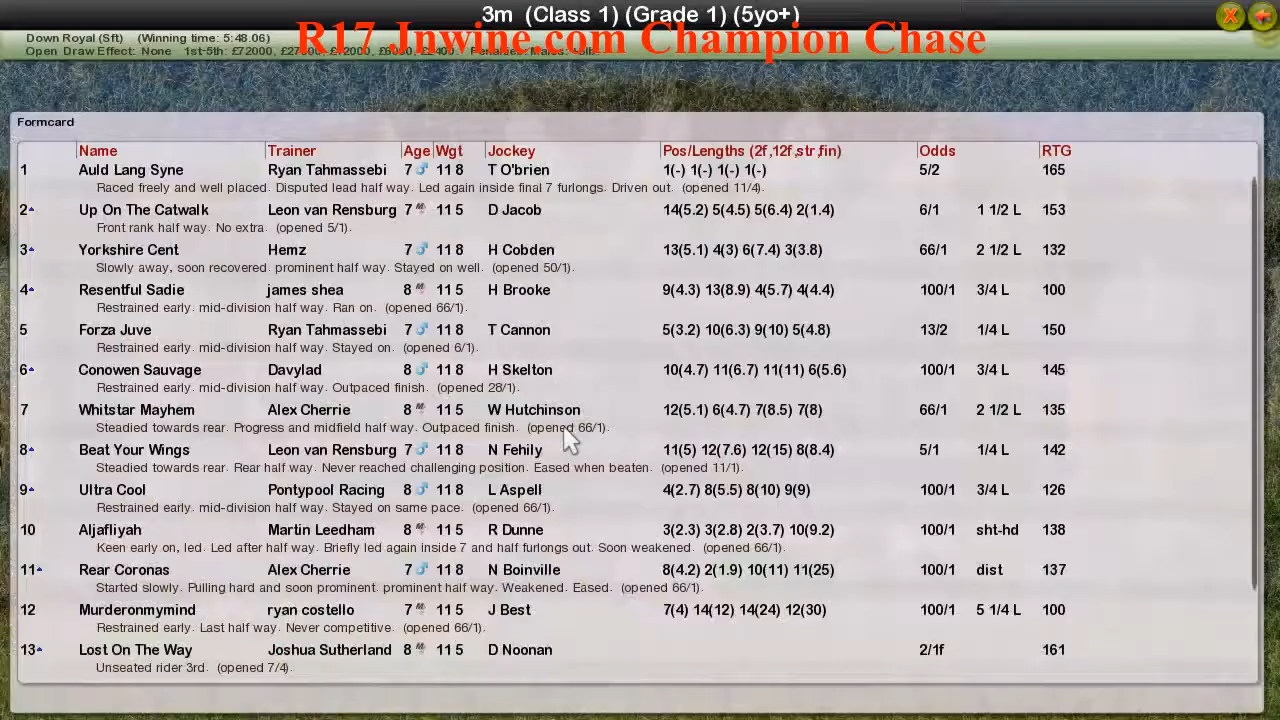 3m (Class 1) (Grade 1) (5yo+)
R17 Jnwine.com Champion Chase
Down Royal (Sft) (Winning time: 5:48.06)
Open Draw Effect: None 1st-5th: £72000,
Formcard
Name Trainer Age Wgt Jockey Pos/Lengths (2f,12f,str,fin) Odds RTG
1 Auld Lang Syne Ryan Tahmassebi 7 11 8 T O'brien 1(-) 1(-) 1(-) 1(-) 5/2 165
Raced freely and well placed. Disputed lead half way. Led again inside final 7 furlongs. Driven out. (opened 11/4).
2 Up On The Catwalk Leon van Rensburg 7 11 5 D Jacob 14(5.2) 5(4.5) 5(6.4) 2(1.4) 6/1 1 1/2 L 153
Front rank half way. No extra. (opened 5/1).
3 Yorkshire Cent Hemz 7 11 8 H Cobden 13(5.1) 4(3) 6(7.4) 3(3.8) 66/1 2 1/2 L 132
Slowly away, soon recovered. prominent half way. Stayed on well. (opened 50/1).
4 Resentful Sadie james shea 8 11 5 H Brooke 9(4.3) 13(8.9) 4(5.7) 4(4.4) 100/1 3/4 L 100
Restrained early. mid-division half way. Ran on. (opened 66/1).
5 Forza Juve Ryan Tahmassebi 7 11 8 T Cannon 5(3.2) 10(6.3) 9(10) 5(4.8) 13/2 1/4 L 150
Restrained early. mid-division half way. Stayed on. (opened 6/1).
6 Conowen Sauvage Davylad 8 11 8 H Skelton 10(4.7) 11(6.7) 11(11) 6(5.6) 100/1 3/4 L 145
Restrained early. mid-division half way. Outpaced finish. (opened 28/1).
7 Whitstar Mayhem Alex Cherrie 8 11 5 W Hutchinson 12(5.1) 6(4.7) 7(8.5) 7(8) 66/1 2 1/2 L 135
Steadied towards rear. Progress and midfield half way. Outpaced finish. (opened 66/1).
8 Beat Your Wings Leon van Rensburg 7 11 8 N Fehily 11(5) 12(7.6) 12(15) 8(8.4) 5/1 1/4 L 142
Steadied towards rear. Rear half way. Never reached challenging position. Eased when beaten. (opened 11/1).
9 Ultra Cool Pontypool Racing 8 11 8 L Aspell 4(2.7) 8(5.5) 8(10) 9(9) 100/1 3/4 L 126
Restrained early. mid-division half way. Stayed on same pace. (opened 66/1).
10 Aljafliyah Martin Leedham 8 11 5 R Dunne 3(2.3) 3(2.8) 2(3.7) 10(9.2) 100/1 sht-hd 138
Keen early on, led. Led after half way. Briefly led again inside 7 and half furlongs out. Soon weakened. (opened 66/1).
11 Rear Coronas Alex Cherrie 7 11 8 N Boinville 8(4.2) 2(1.9) 10(11) 11(25) 100/1 dist 137
Started slowly. Pulling hard and soon prominent. prominent half way. Weakened. Eased. (opened 66/1).
12 Murderonmymind ryan costello 7 11 5 J Best 7(4) 14(12) 14(24) 12(30) 100/1 5 1/4 L 100
Restrained early. Last half way. Never competitive. (opened 66/1).
13 Lost On The Way Joshua Sutherland 8 11 5 D Noonan 2/1f 161
Unseated rider 3rd. (opened 7/4).